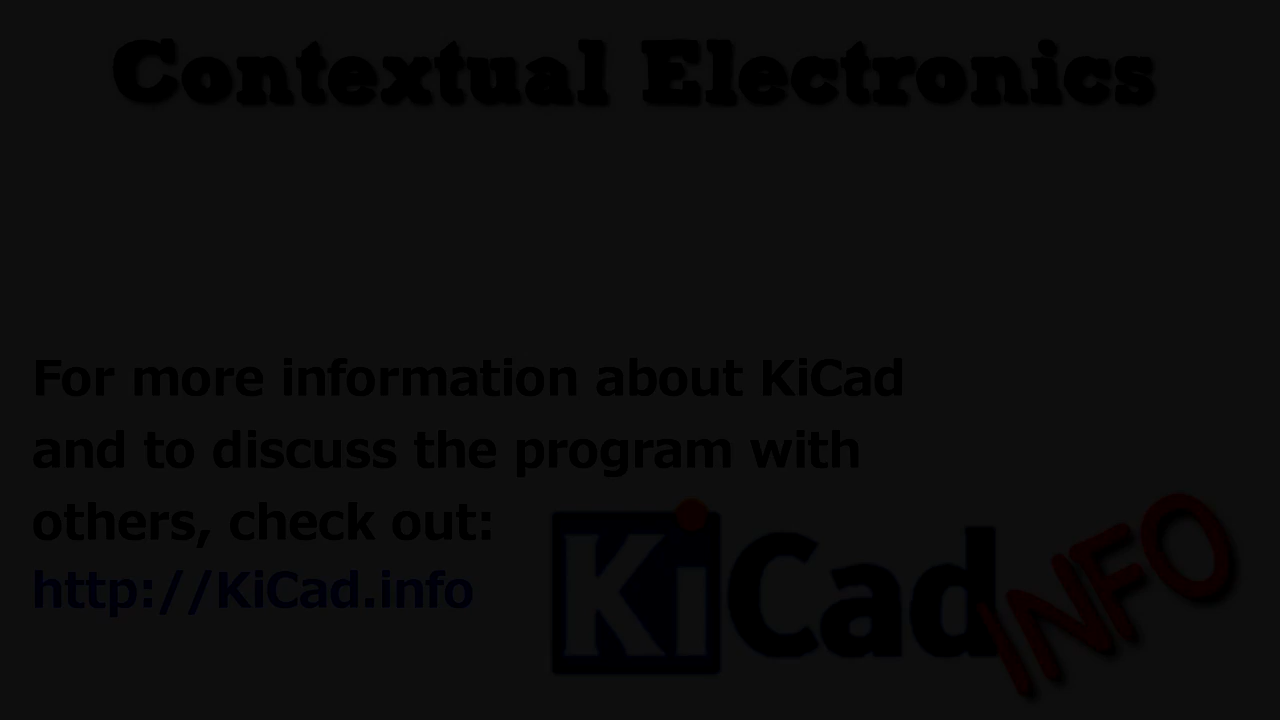 Contextual Electronics
For more information about KiCad
and to discuss the program with
others, check out:
http://KiCad.info
KiCad INFO